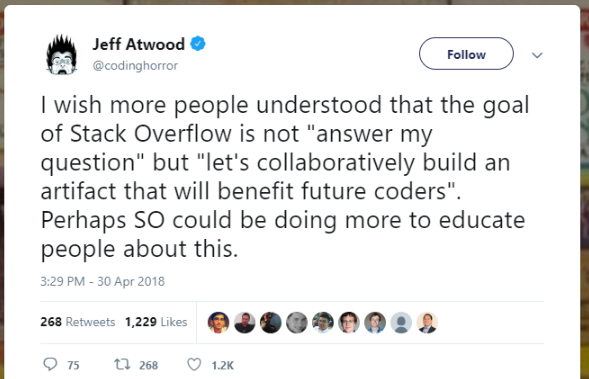 Jeff Atwood
@codinghorror
Follow
I wish more people understood that the goal
of Stack Overflow is not "answer my
question" but "let's collaboratively build an
artifact that will benefit future coders".
Perhaps SO could be doing more to educate
people about this.
3:29 PM - 30 Apr 2018
268 Retweets 1,229 Likes
75 268 1.2K